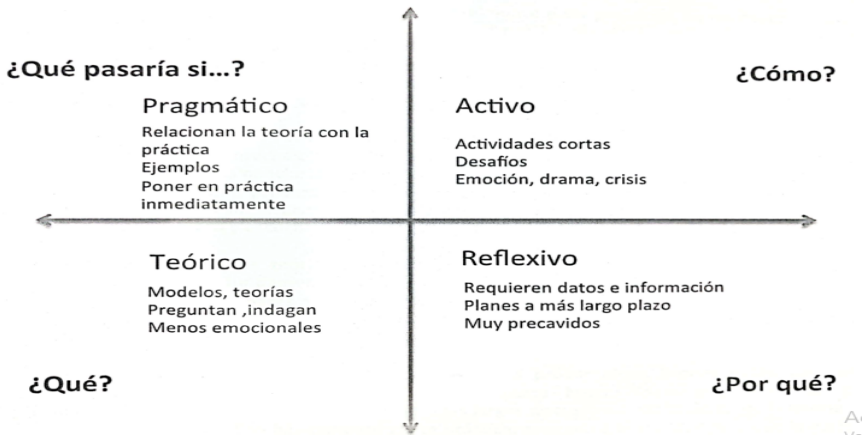 ¿Qué pasaría si...?
¿Cómo?
Pragmático
Relacionan la teoría con la
práctica
Ejemplos
Poner en práctica
inmediatamente
Activo
Actividades cortas
Desafíos
Emoción, drama, crisis
Teórico
Modelos, teorías
Preguntan ,indagan
Menos emocionales
Reflexivo
Requieren datos e información
Planes a más largo plazo
Muy precavidos
¿Qué?
¿Por qué?